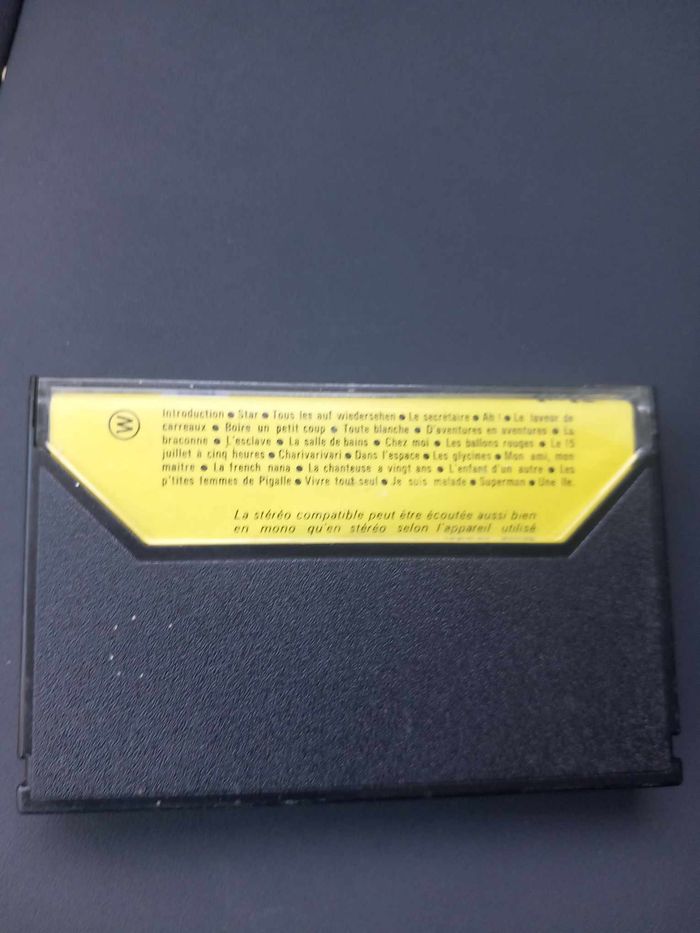 W
Introduction ● Star ● Tous les auf wiedersehen ● Le secrétaire ● Ah ! ● Le laveur de
carreaux ● Boire un petit coup ● Toute blanche ● D'aventures en aventures ● La
braconne ● L'esclave ● La salle de bains ● Chez moi ● Les ballons rouges ● Le 15
juillet à cinq heures ● Charivarivari ● Dans l'espace ● Les glycines ● Mon ami, mon
maitre ● La french nana ● La chanteuse a vingt ans ● L'enfant d'un autre ● Les
p'tites femmes de Pigalle ● Vivre tout seul ● Je suis malade ● Superman ● Une île.
La stéréo compatible peut être écoutée aussi bien
en mono qu'en stéréo selon l'appareil utilisé